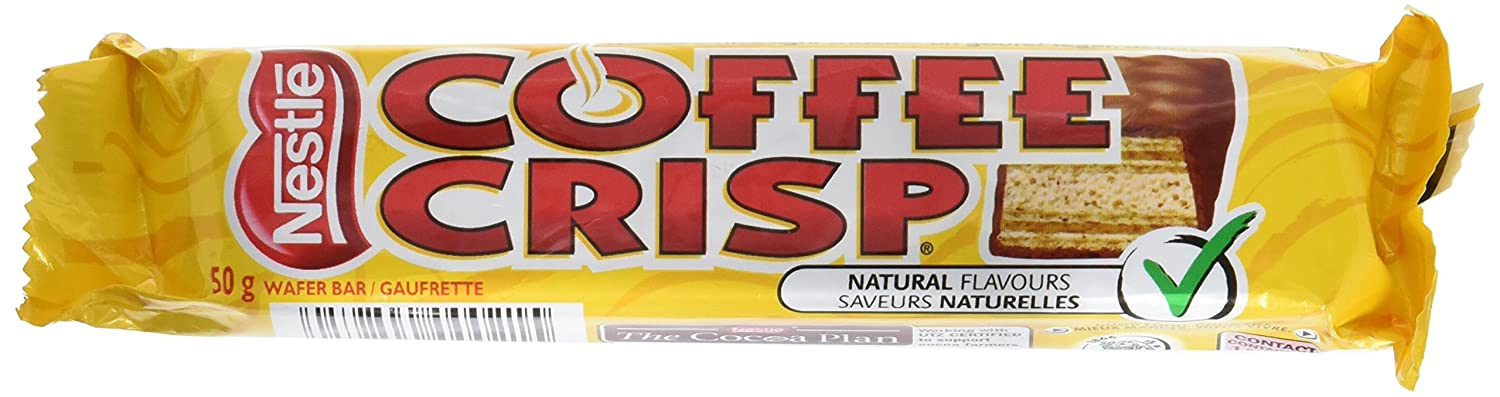 Nestlé
COFFEE
CRISP®
50 g WAFER BAR / GAUFRETTE
NATURAL FLAVOURS
SAVEURS NATURELLES
Nestlé
The Cocoa Plan
Working with
UTZ CERTIFIED
to support
cocoa farmers
CONTACT